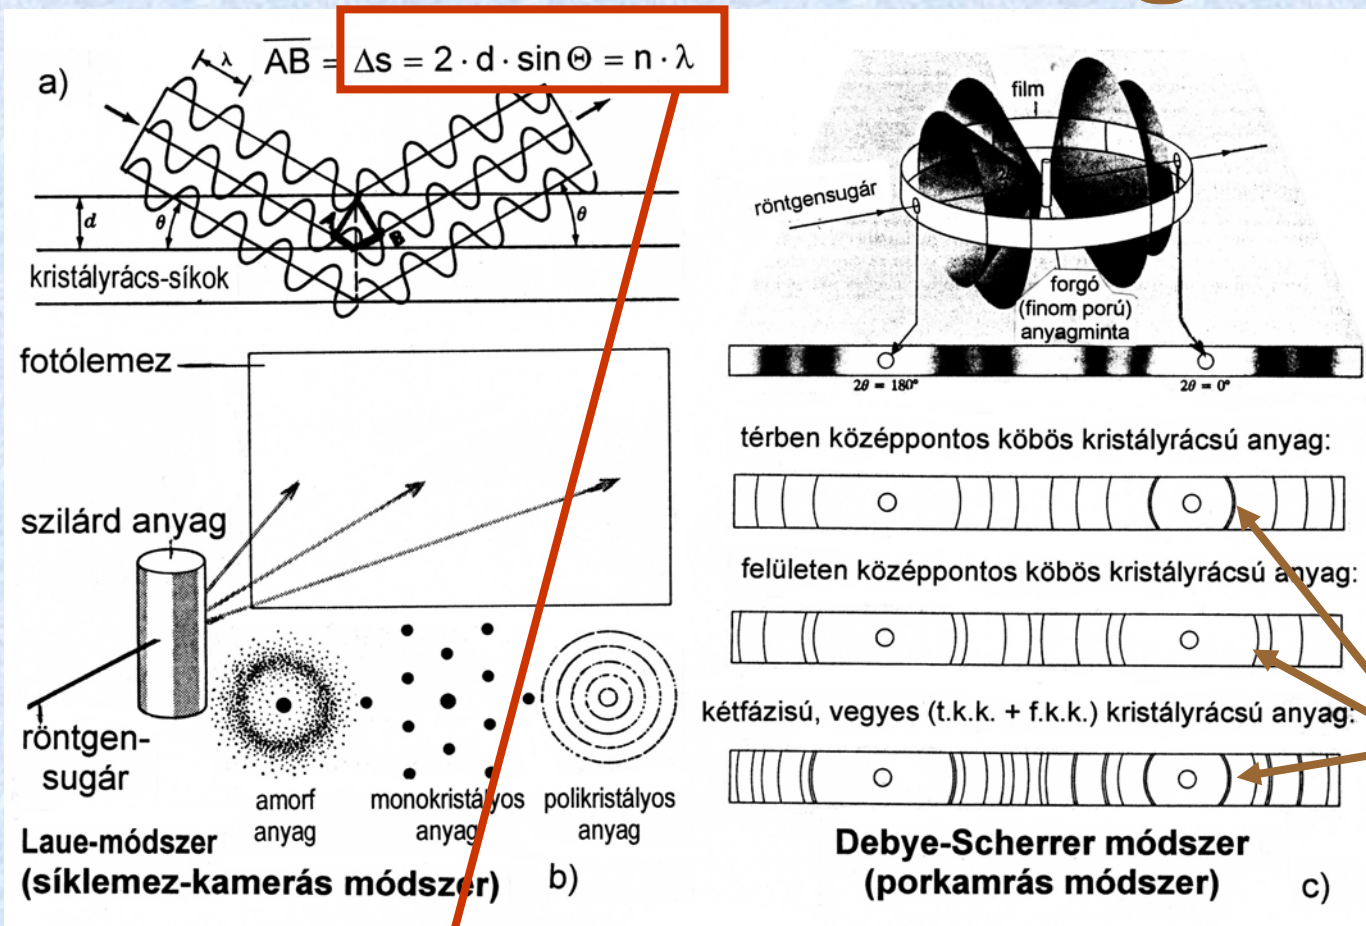 a)
AB = Δs = 2 · d · sin Θ = n · λ
λ
d
θ
A
B
θ
kristályrács-síkok
fotólemez
szilárd anyag
röntgen-
sugár
amorf
anyag
monokristályos
anyag
polikristályos
anyag
Laue-módszer
(síklemez-kamerás módszer)
b)
film
röntgensugár
forgó
(finom porú)
anyagminta
2θ = 180°
2θ = 0°
térben középpontos köbös kristályrácsú anyag:
felületen középpontos köbös kristályrácsú anyag:
kétfázisú, vegyes (t.k.k. + f.k.k.) kristályrácsú anyag:
Debye-Scherrer módszer
(porkamrás módszer)
c)